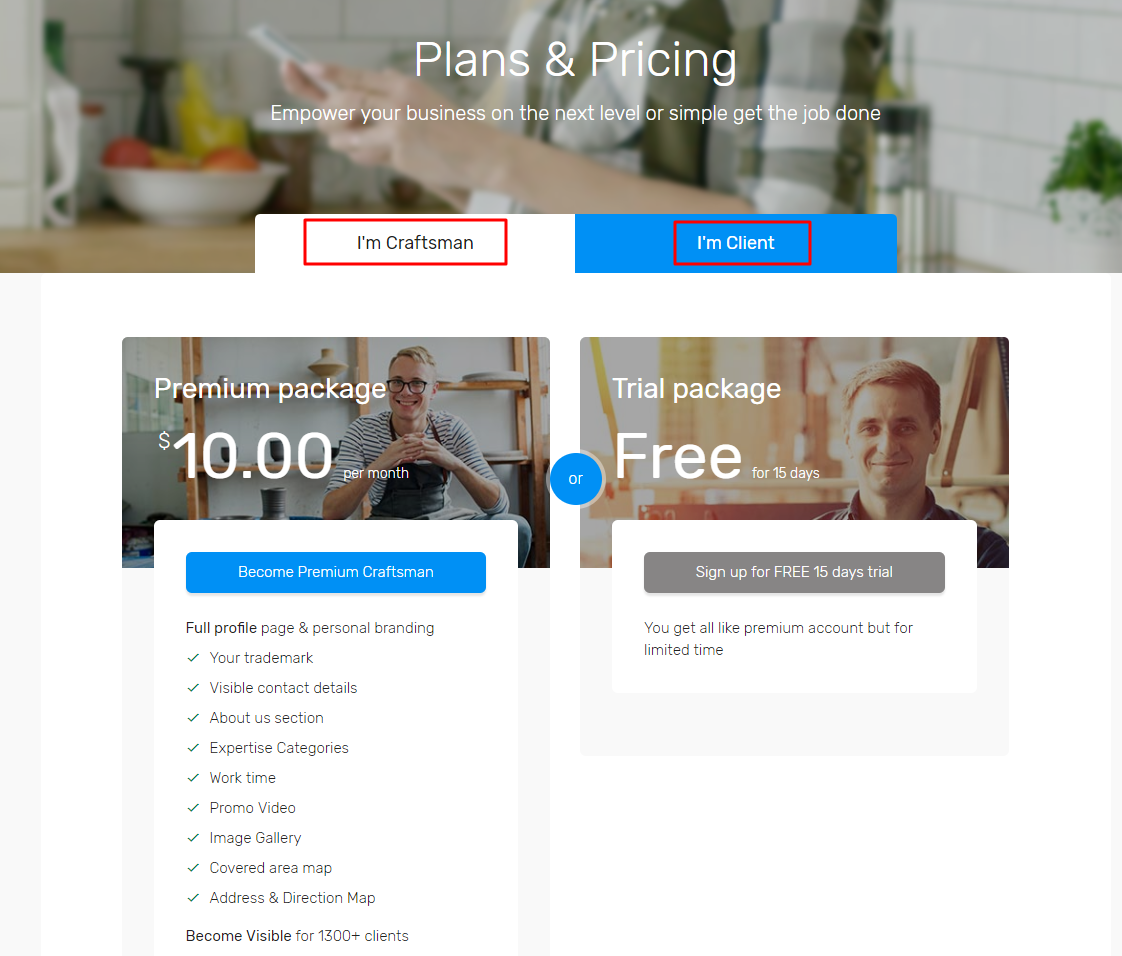 Plans & Pricing
Empower your business on the next level or simple get the job done
I'm Craftsman
I'm Client
Premium package
$10.00 per month
or
Trial package
Free for 15 days
Become Premium Craftsman
Full profile page & personal branding
Your trademark
Visible contact details
About us section
Expertise Categories
Work time
Promo Video
Image Gallery
Covered area map
Address & Direction Map
Become Visible for 1300+ clients
Sign up for FREE 15 days trial
You get all like premium account but for
limited time